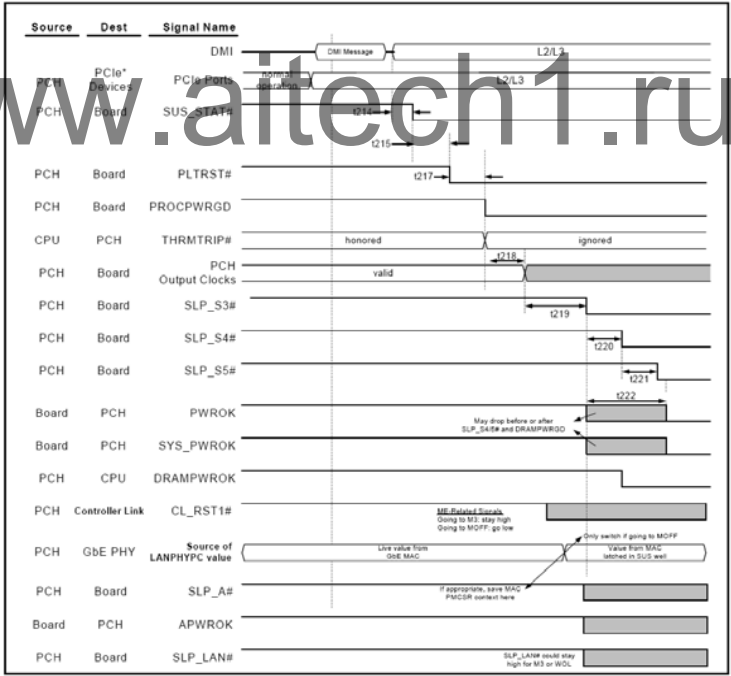 Source Dest Signal Name
DMI DMI Message L2/L3
PCH PCIe* Devices PCIe Ports normal operation L2/L3
www.aitech1.ru
PCH Board SUS_STAT# t214
t215
PCH Board PLTRST# t217
PCH Board PROCPWRGD
CPU PCH THRMTRIP# honored ignored
t218
PCH Board PCH Output Clocks valid
PCH Board SLP_S3# t219
PCH Board SLP_S4# t220
PCH Board SLP_S5# t221
t222
Board PCH PWROK
May drop before or after
SLP_S4/5# and DRAMPWRGD
Board PCH SYS_PWROK
PCH CPU DRAMPWROK
PCH Controller Link CL_RST1# ME-Related Signals
Going to M3: stay high
Going to MOFF: go low
Only switch if going to MOFF
PCH GbE PHY Source of LANPHYPC value Live value from GbE MAC Value from MAC latched in SUS well
PCH Board SLP_A# If appropriate, save MAC
PMCSR context here
Board PCH APWROK
PCH Board SLP_LAN# SLP_LAN# could stay
high for M3 or WOL